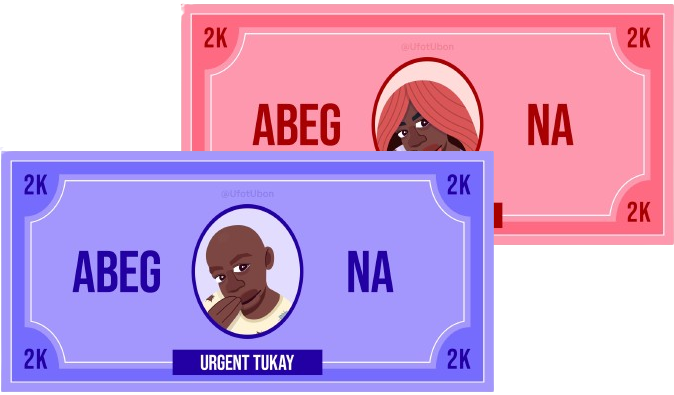 2K 2K
@UfotUbon
ABEG NA
2K
2K 2K
@UfotUbon
ABEG NA
2K 2K
URGENT TUKAY